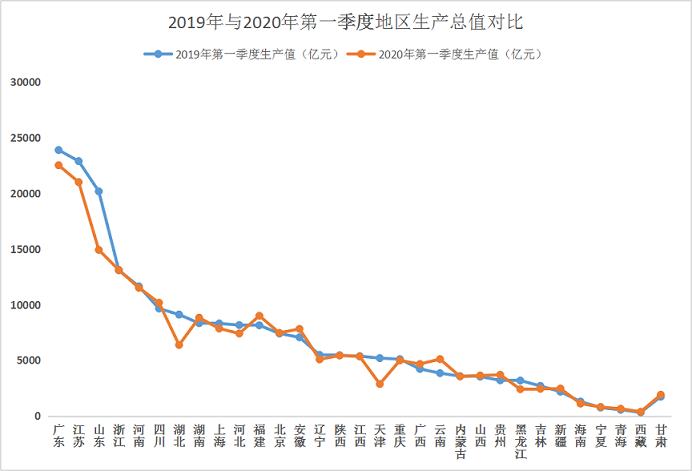 2019年与2020年第一季度地区生产总值对比
2019年第一季度生产值（亿元） 2020年第一季度生产值（亿元）
30000
25000
20000
15000
10000
5000
0
广东 江苏 山东 浙江 河南 四川 湖北 湖南 上海 河北 福建 北京 安徽 辽宁 陕西 江西 天津 重庆 广西 云南 内蒙古 山西 贵州 黑龙江 吉林 新疆 海南 宁夏 青海 西藏 甘肃